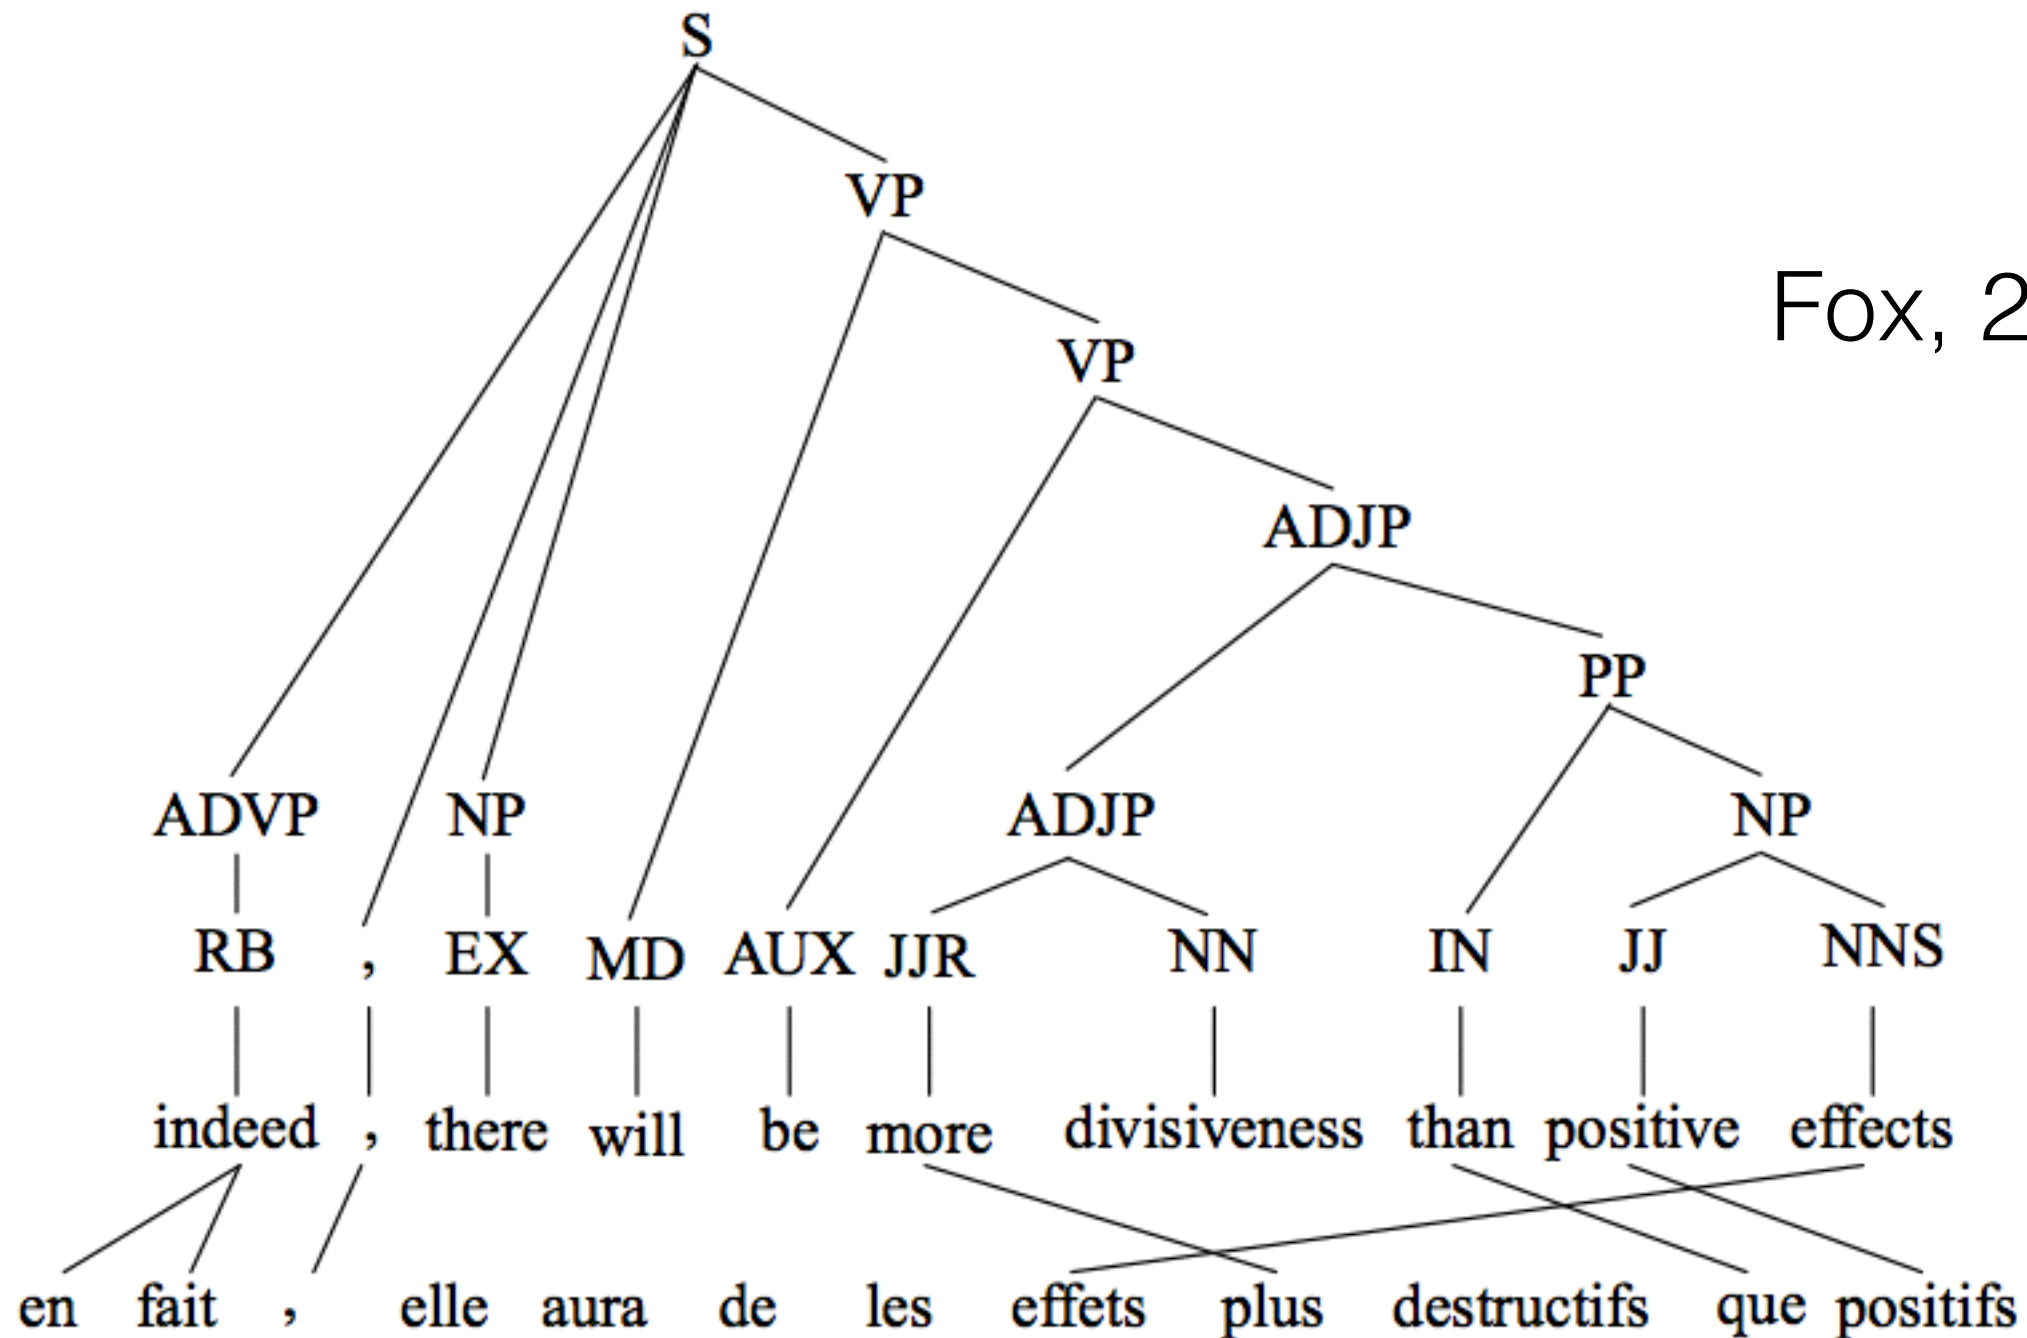 S
VP
Fox, 2
VP
ADJP
PP
ADVP NP ADJP NP
RB , EX MD AUX JJR NN IN JJ NNS
indeed , there will be more divisiveness than positive effects
en fait , elle aura de les effets plus destructifs que positifs